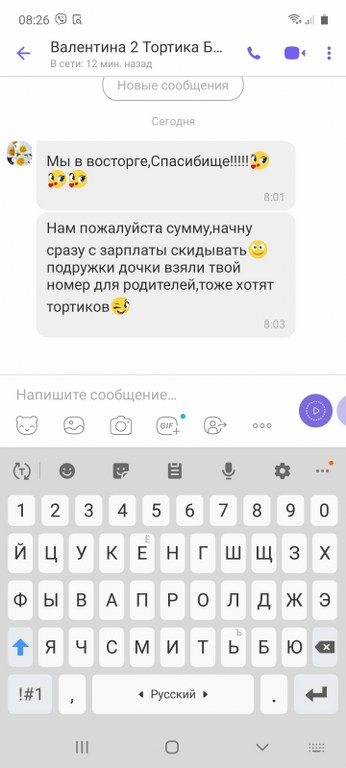 08:26
Валентина 2 Тортика Б...
В сети: 12 мин. назад
Новые сообщения
Сегодня
Мы в восторге,Спасибище!!!!!
8:01
Нам пожалуйста сумму,начну
сразу с зарплаты скидывать
подружки дочки взяли твой
номер для родителей,тоже хотят
тортиков
8:03
Напишите сообщение...
GIF+
T
1 2 3 4 5 6 7 8 9 0
Й Ц У К Ё Е Н Г Ш Щ З Х
Ф Ы В А П Р О Л Д Ж Э
Я Ч С М И Т Ъ Ь Б Ю
!#1 , Русский .